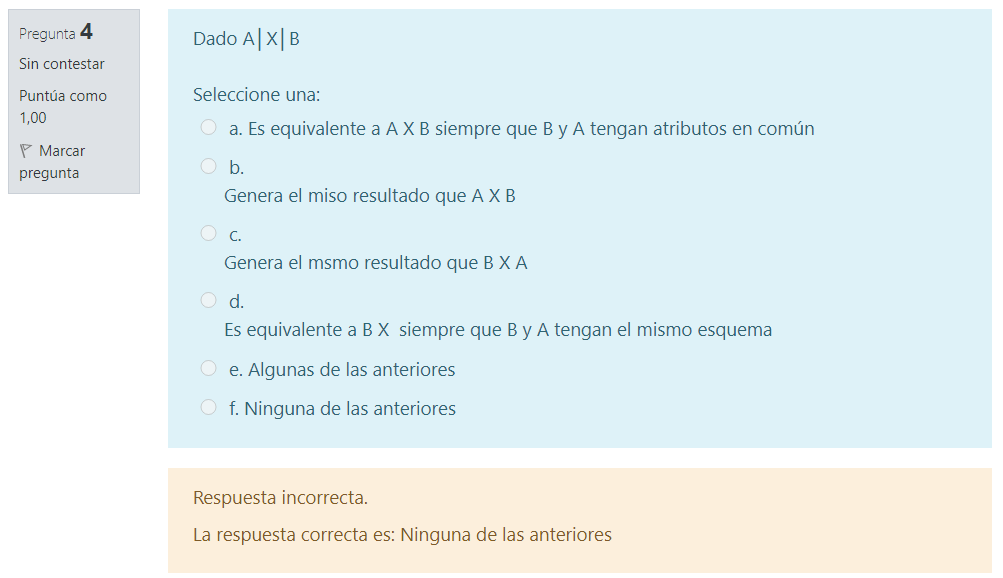 Pregunta 4
Sin contestar
Puntúa como
1,00
Marcar
pregunta
Dado A|X|B
Seleccione una:
a. Es equivalente a A X B siempre que B y A tengan atributos en común
b.
Genera el miso resultado que A X B
c.
Genera el msmo resultado que B X A
d.
Es equivalente a B X  siempre que B y A tengan el mismo esquema
e. Algunas de las anteriores
f. Ninguna de las anteriores
Respuesta incorrecta.
La respuesta correcta es: Ninguna de las anteriores